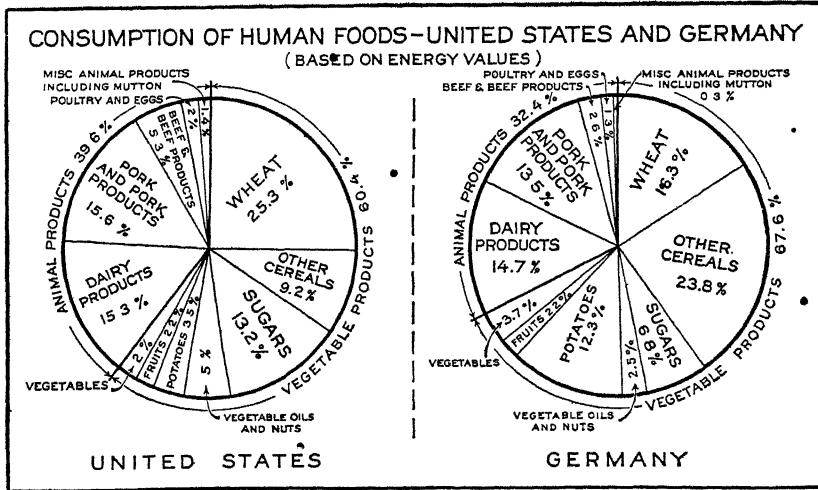 CONSUMPTION OF HUMAN FOODS–UNITED STATES AND GERMANY
(BASED ON ENERGY VALUES)
MISC ANIMAL PRODUCTS
INCLUDING MUTTON
1.4%
POULTRY AND EGGS
2%
BEEF &
BEEF PRODUCTS
5.3%
ANIMAL PRODUCTS 39.6%
PORK
AND PORK
PRODUCTS
15.6%
DAIRY
PRODUCTS
15.3%
VEGETABLES
2%
FRUITS 2.2%
POTATOES 3.5%
5%
VEGETABLE OILS
AND NUTS
SUGARS
13.2%
OTHER
CEREALS
9.2%
WHEAT
25.3%
VEGETABLE PRODUCTS 60.4%
UNITED STATES
POULTRY AND EGGS
1.3%
BEEF & BEEF PRODUCTS
2.6%
MISC ANIMAL PRODUCTS
INCLUDING MUTTON
0.3%
ANIMAL PRODUCTS 32.4%
PORK
AND PORK
PRODUCTS
13.5%
DAIRY
PRODUCTS
14.7%
VEGETABLES
3.7%
FRUITS 2.2%
POTATOES
12.3%
2.5%
VEGETABLE OILS
AND NUTS
SUGARS
6.8%
OTHER
CEREALS
23.8%
WHEAT
16.3%
VEGETABLE PRODUCTS 67.6%
GERMANY